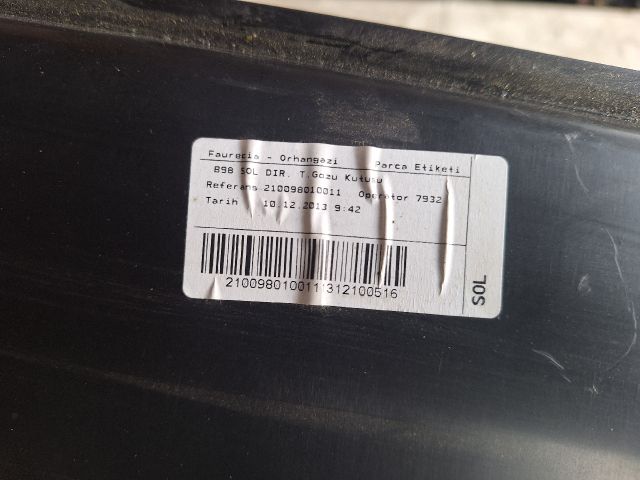 Faurecia - Orhangazi Parca Etiketi
B98 SOL DIR. T.Gozu Kutusu
Referans 210098010011 Operator 7932
Tarih 10.12.2013 9:42
2100980100111312100516
SOL